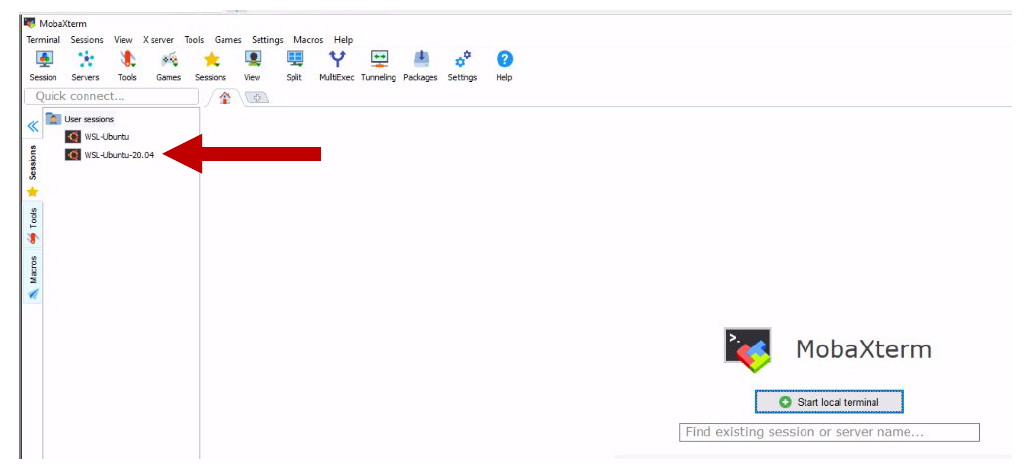 MobaXterm
Terminal Sessions View X server Tools Games Settings Macros Help
Session Servers Tools Games Sessions View Split MultiExec Tunneling Packages Settings Help
Quick connect...
User sessions
WSL-Ubuntu
WSL-Ubuntu-20.04
Sessions
Tools
Macros
>_
MobaXterm
Start local terminal
Find existing session or server name...